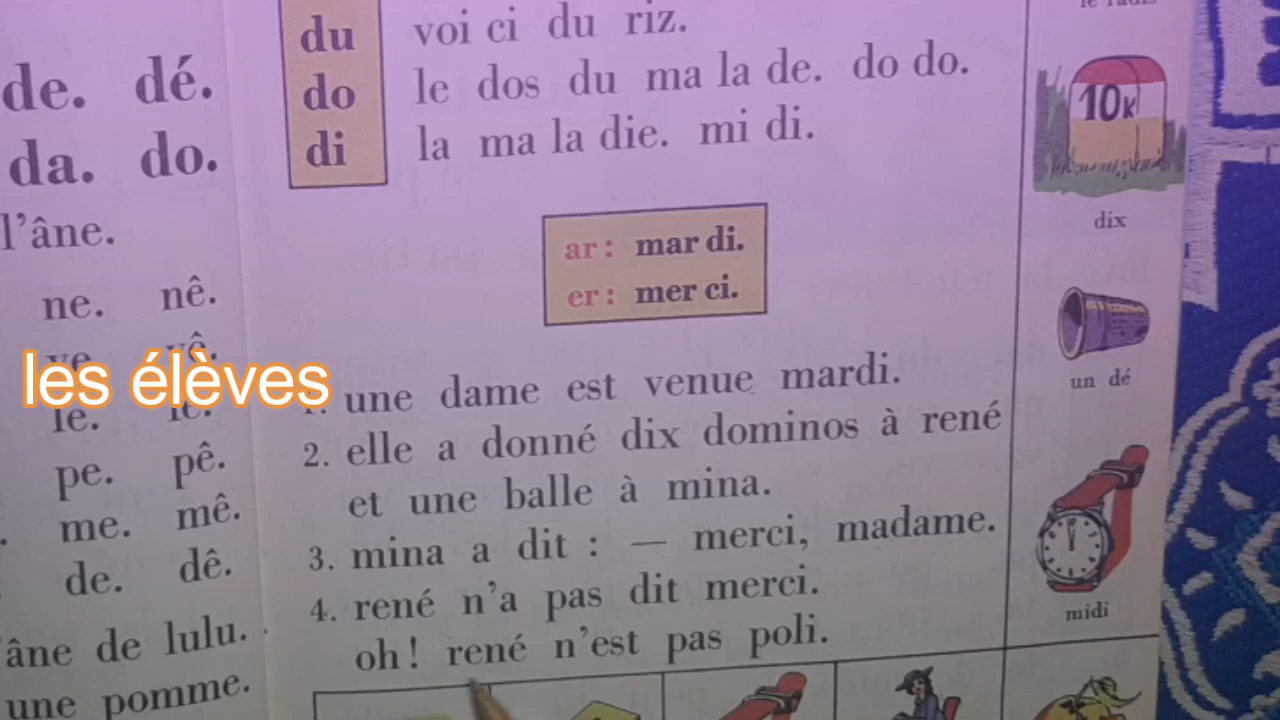 de. dé.
da. do.
l'âne.
ne. nê.
ve. vê.
les élèves
pe. pê.
me. mê.
de. dê.
âne de lulu.
une pomme.
du
do
di
voi ci du riz.
le dos du ma la de. do do.
la ma la die. mi di.
ar : mar di.
er : mer ci.
une dame est venue mardi.
2. elle a donné dix dominos à rené
et une balle à mina.
3. mina a dit : — merci, madame.
4. rené n'a pas dit merci.
oh ! rené n'est pas poli.
10K
dix
un dé
midi